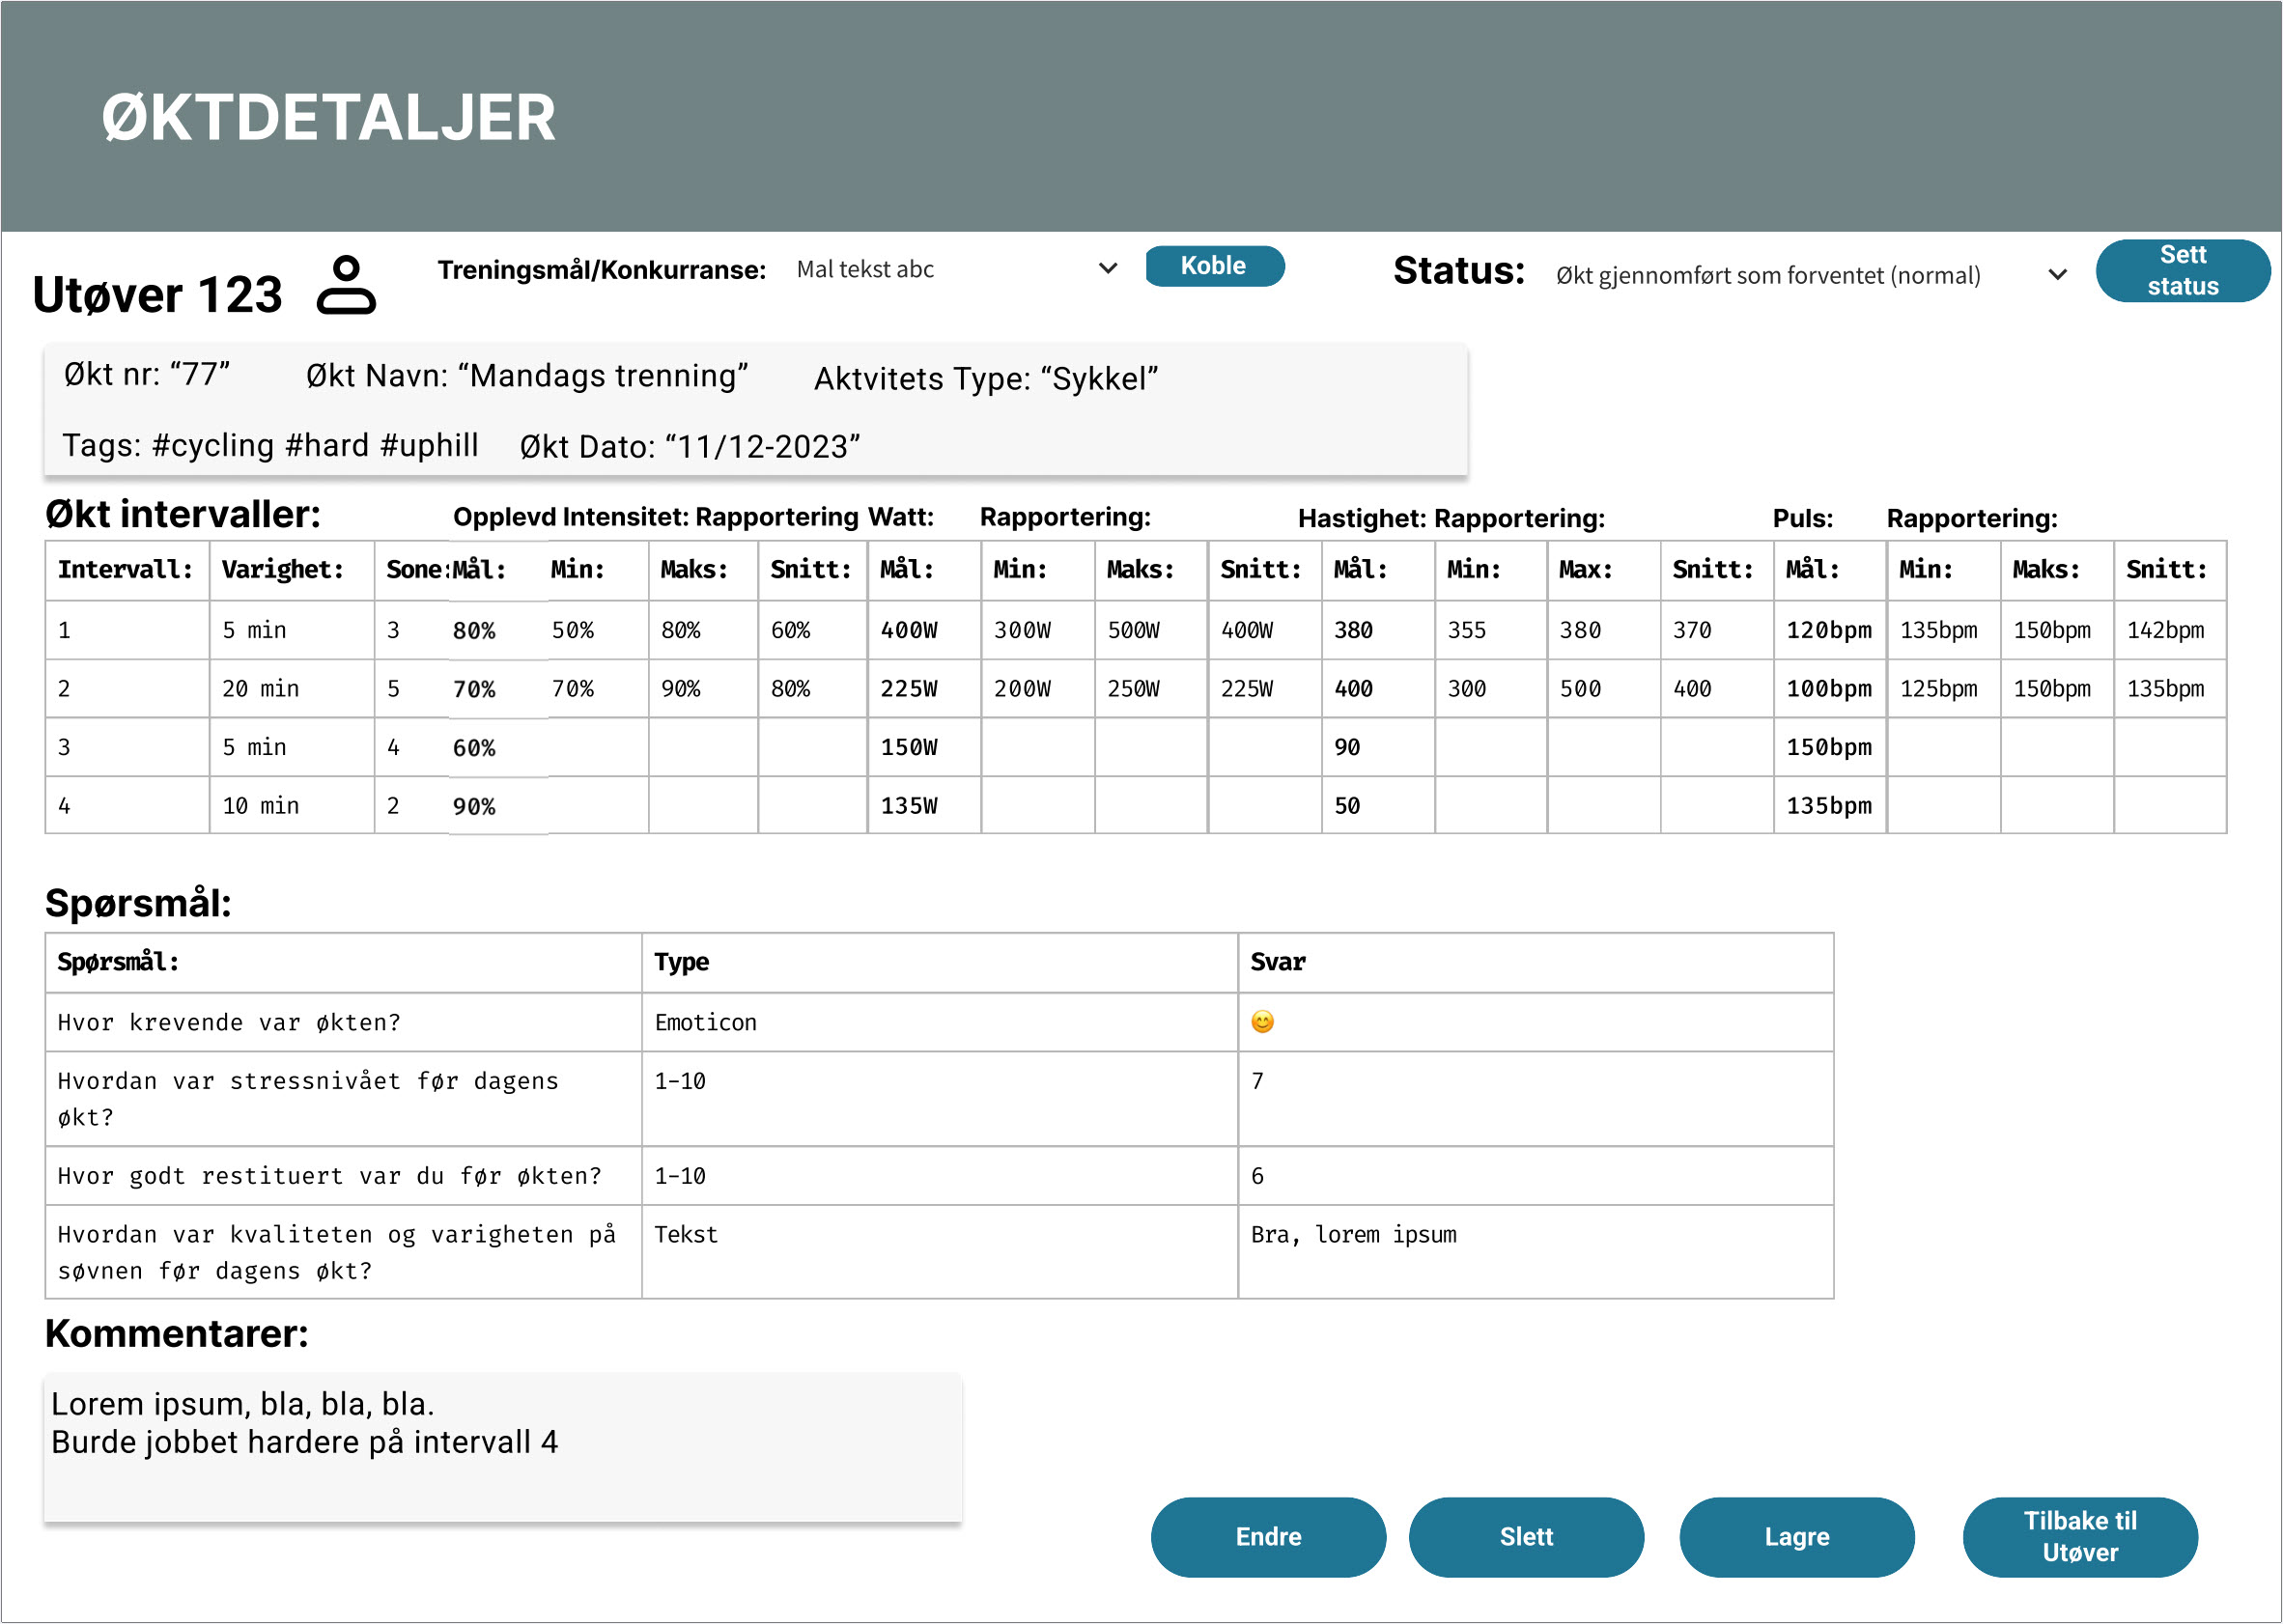 ØKTDETALJER
Utøver 123
Treningsmål/Konkurranse: Mal tekst abc Koble
Status: Økt gjennomført som forventet (normal) Sett status
Økt nr: “77” Økt Navn: “Mandags trenning” Aktvitets Type: “Sykkel”
Tags: #cycling #hard #uphill Økt Dato: “11/12-2023”
Økt intervaller: Opplevd Intensitet: Rapportering Watt: Rapportering: Hastighet: Rapportering: Puls: Rapportering:
Intervall: Varighet: Sone: Mål: Min: Maks: Snitt: Mål: Min: Maks: Snitt: Mål: Min: Max: Snitt: Mål: Min: Maks: Snitt:
1 5 min 3 80% 50% 80% 60% 400W 300W 500W 400W 380 355 380 370 120bpm 135bpm 150bpm 142bpm
2 20 min 5 70% 70% 90% 80% 225W 200W 250W 225W 400 300 500 400 100bpm 125bpm 150bpm 135bpm
3 5 min 4 60% 150W 90 150bpm
4 10 min 2 90% 135W 50 135bpm
Spørsmål:
Spørsmål: Type Svar
Hvor krevende var økten? Emoticon 😊
Hvordan var stressnivået før dagens 1-10 7
økt?
Hvor godt restituert var du før økten? 1-10 6
Hvordan var kvaliteten og varigheten på Tekst Bra, lorem ipsum
søvnen før dagens økt?
Kommentarer:
Lorem ipsum, bla, bla, bla.
Burde jobbet hardere på intervall 4
Endre Slett Lagre Tilbake til
Utøver